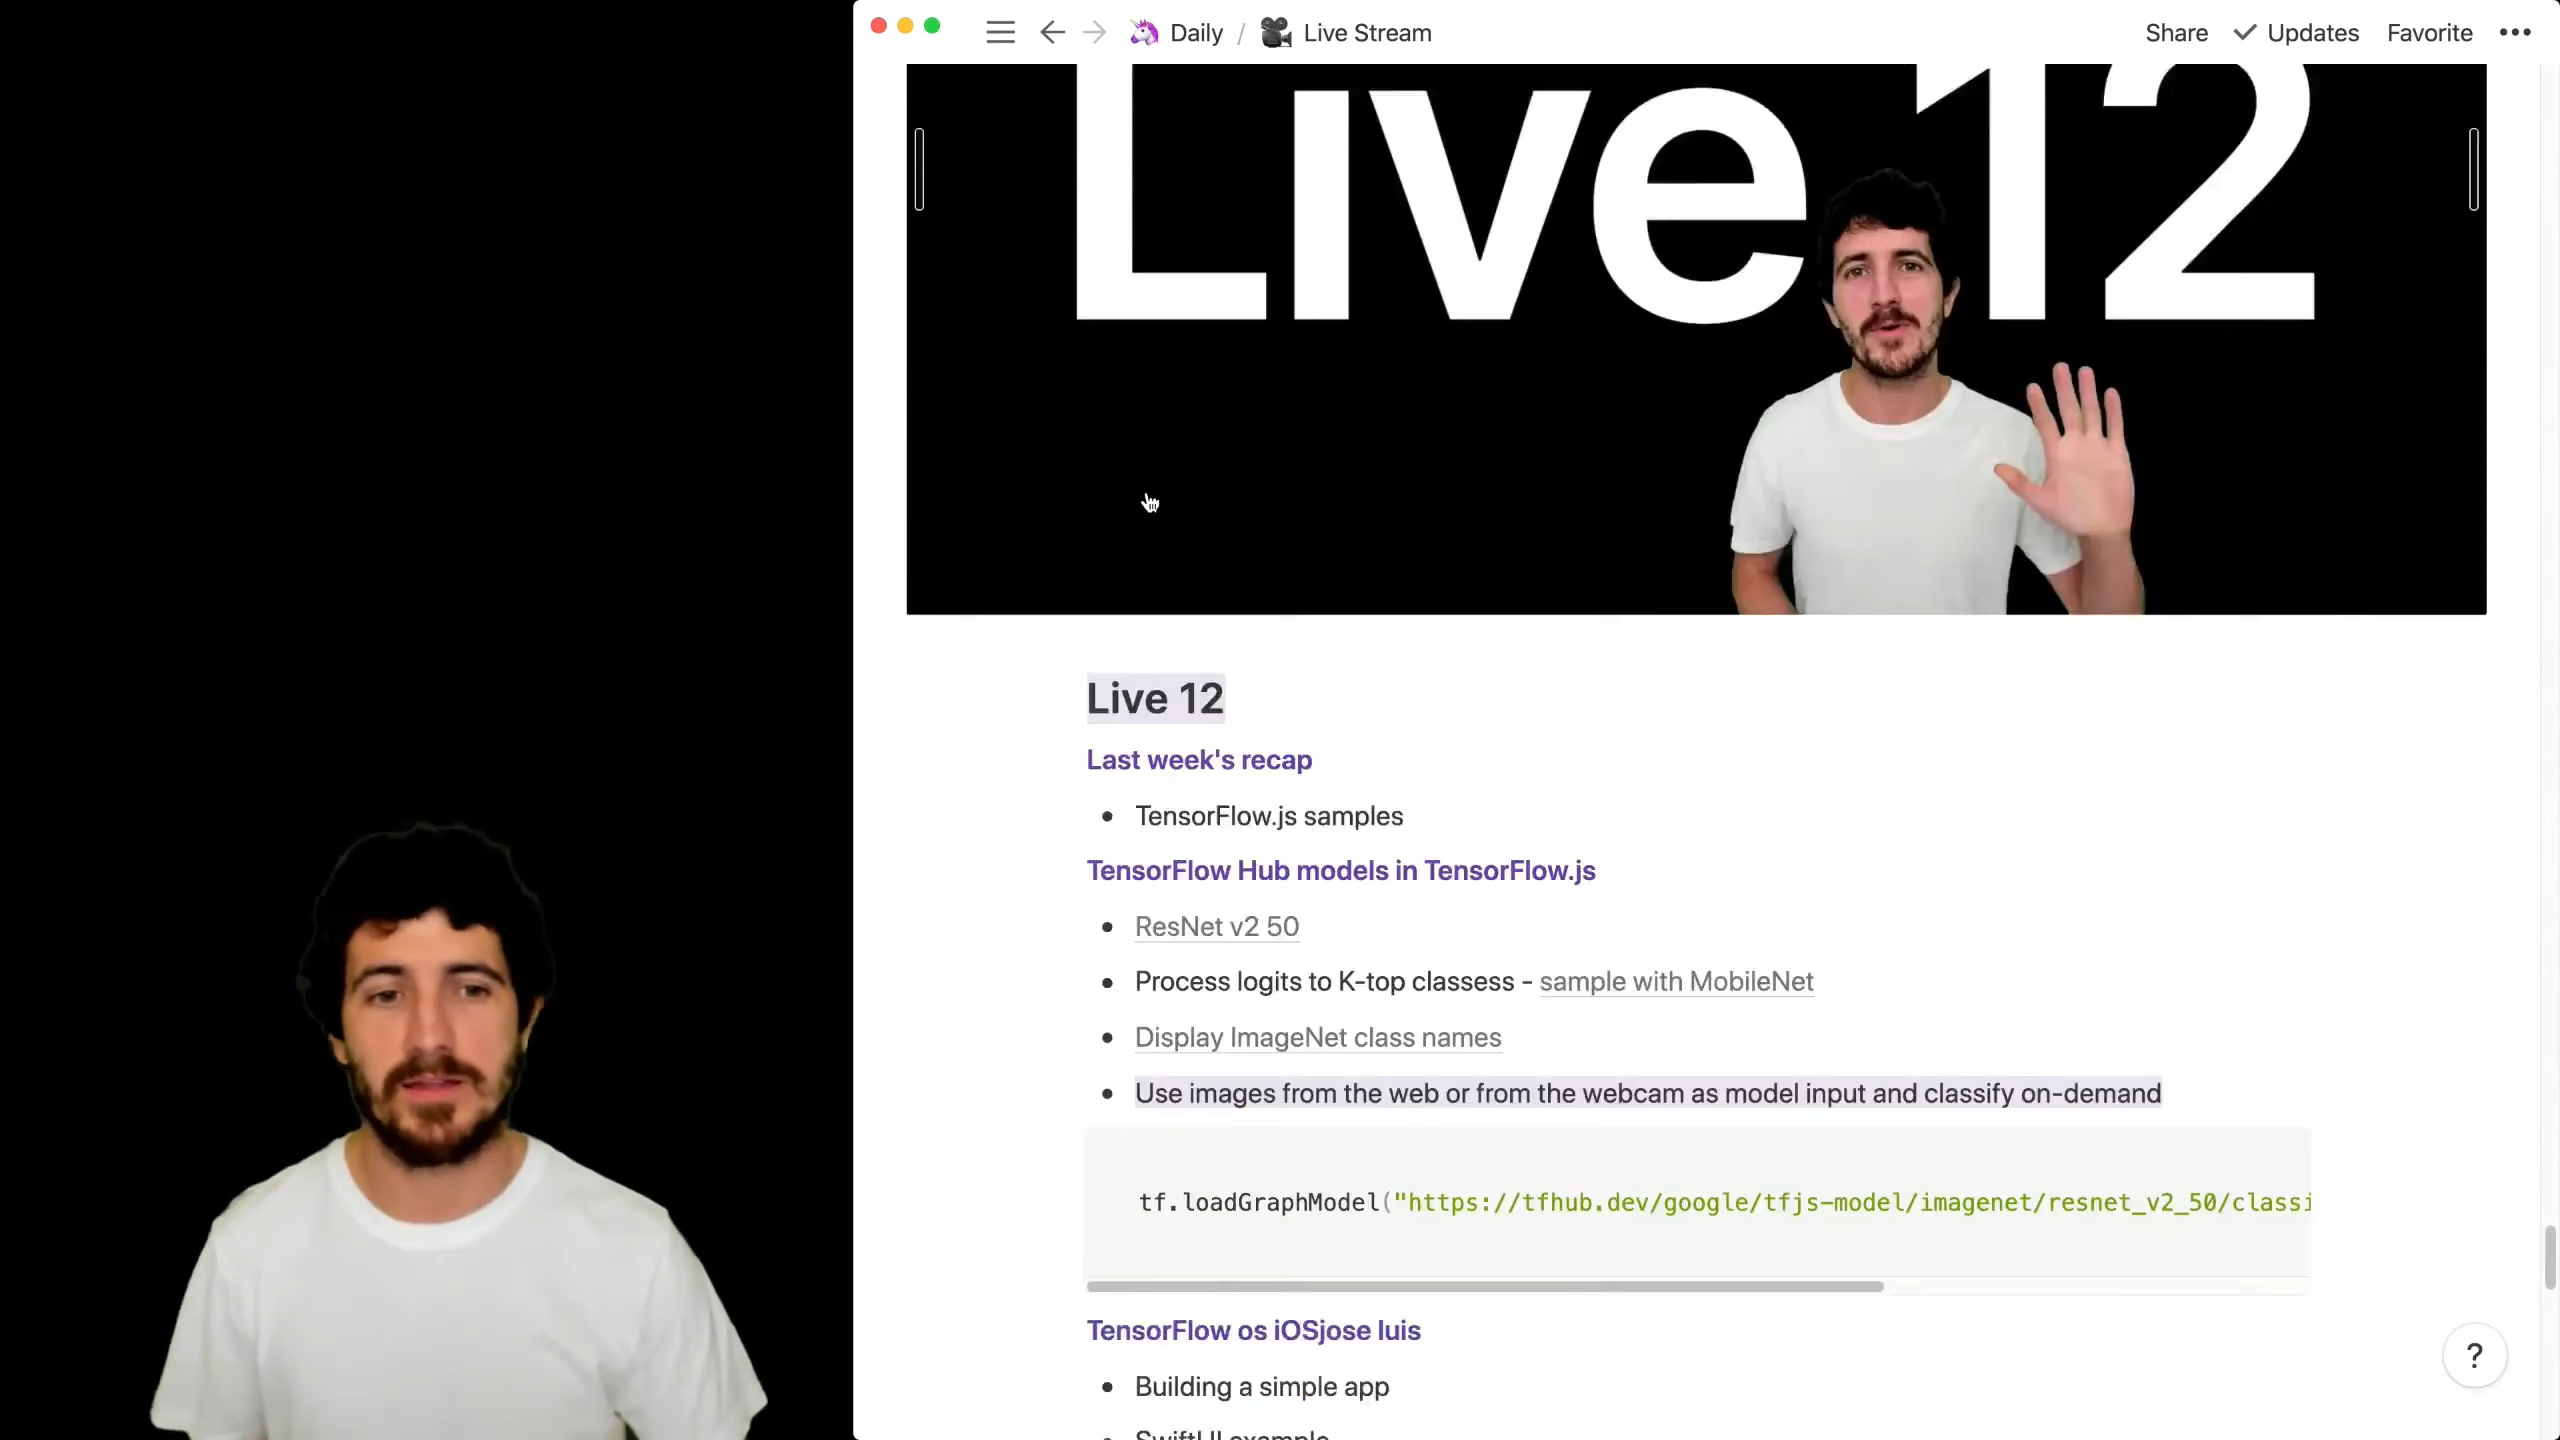 Daily / Live Stream
Share Updates Favorite
Live 12
Live 12
Last week's recap
TensorFlow.js samples
TensorFlow Hub models in TensorFlow.js
ResNet v2 50
Process logits to K-top classess - sample with MobileNet
Display ImageNet class names
Use images from the web or from the webcam as model input and classify on-demand
tf.loadGraphModel("https://tfhub.dev/google/tfjs-model/imagenet/resnet_v2_50/classi
TensorFlow os iOSjose luis
?
Building a simple app
SwiftUI example